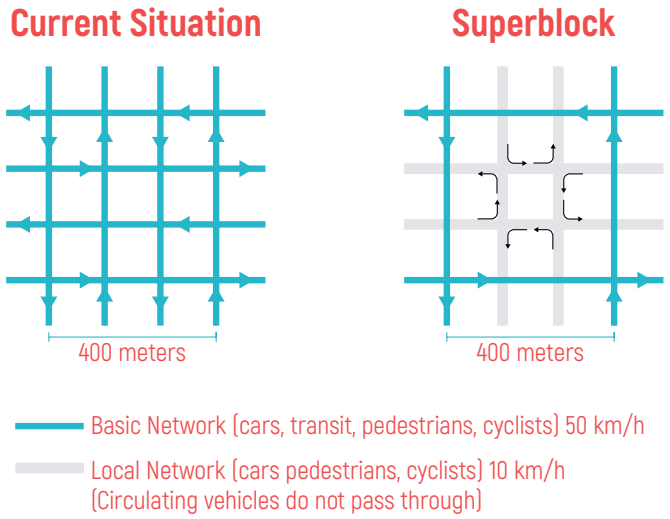 Current Situation
Superblock
400 meters
400 meters
Basic Network (cars, transit, pedestrians, cyclists) 50 km/h
Local Network (cars pedestrians, cyclists) 10 km/h
(Circulating vehicles do not pass through)